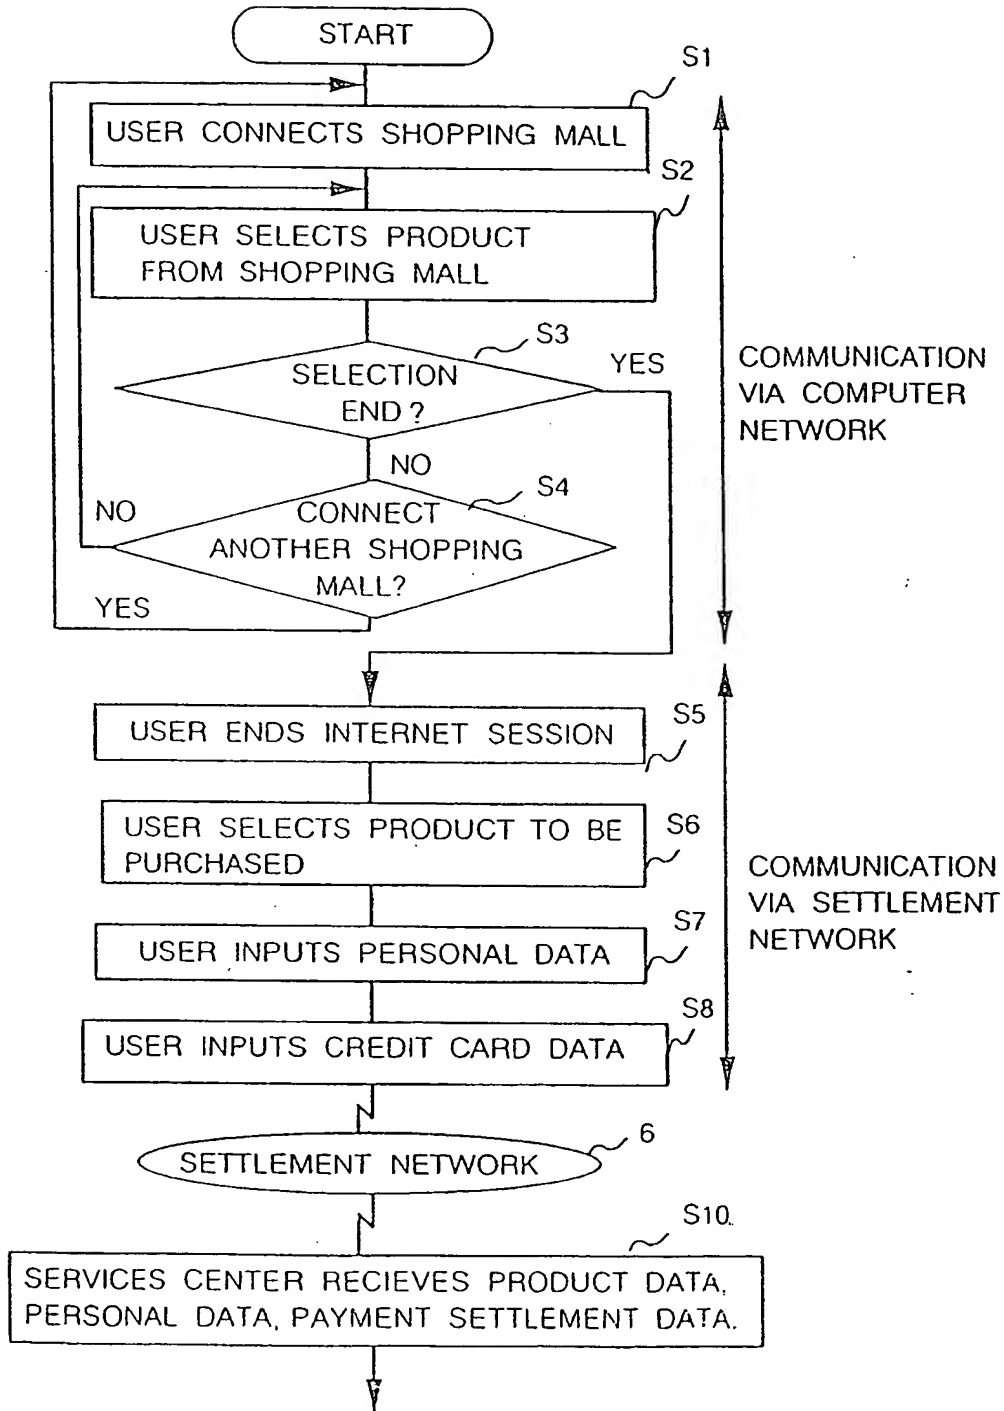 START
S1
USER CONNECTS SHOPPING MALL
S2
USER SELECTS PRODUCT
FROM SHOPPING MALL
S3
YES
SELECTION
END?
COMMUNICATION
VIA COMPUTER
NETWORK
NO
S4
NO
CONNECT
ANOTHER SHOPPING
MALL?
YES
S5
USER ENDS INTERNET SESSION
S6
USER SELECTS PRODUCT TO BE
PURCHASED
COMMUNICATION
VIA SETTLEMENT
NETWORK
S7
USER INPUTS PERSONAL DATA
S8
USER INPUTS CREDIT CARD DATA
6
SETTLEMENT NETWORK
S10
SERVICES CENTER RECIEVES PRODUCT DATA,
PERSONAL DATA, PAYMENT SETTLEMENT DATA.